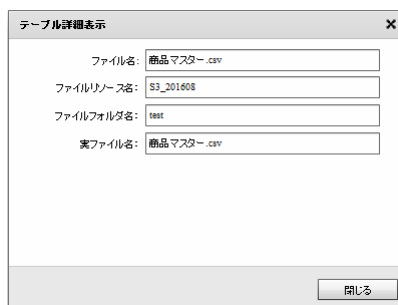 テーブル詳細表示
ファイル名: 商品マスター.csv
ファイルリソース名: S3_201608
ファイルフォルダ名: test
実ファイル名: 商品マスター.csv
閉じる